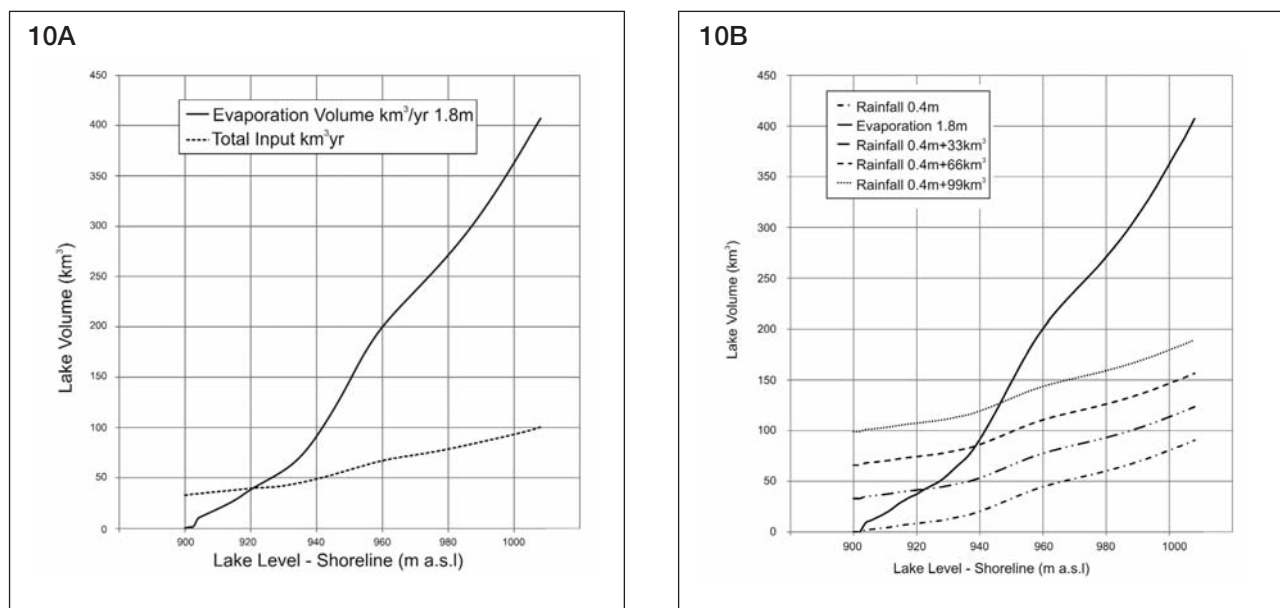 10A
450
400
350
300
250
200
150
100
50
0
Lake Volume (km³)
Evaporation Volume km³/yr 1.8m
Total Input km³yr
900
920
940
960
980
1000
Lake Level - Shoreline (m a.s.l)
10B
450
400
350
300
250
200
150
100
50
0
Lake Volume (km³)
Rainfall 0.4m
Evaporation 1.8m
Rainfall 0.4m+33km³
Rainfall 0.4m+66km³
Rainfall 0.4m+99km³
900
920
940
960
980
1000
Lake Level - Shoreline (m a.s.l)